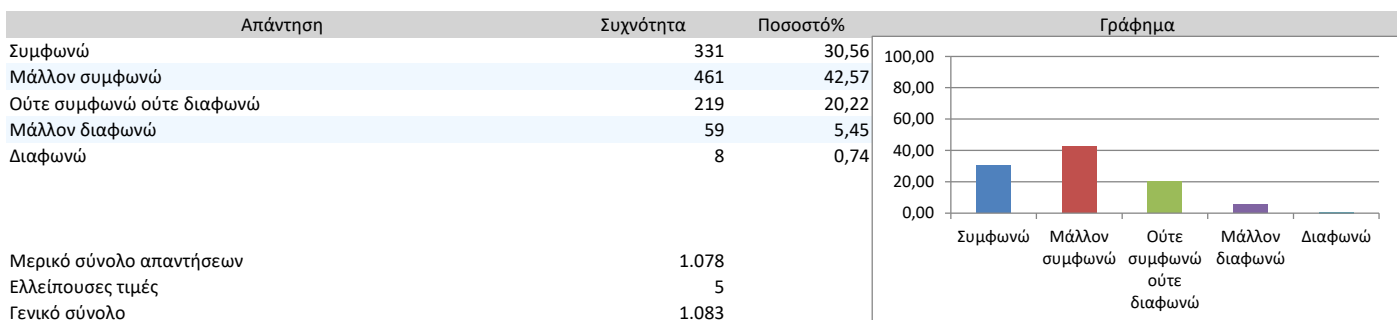 Απάντηση Συχνότητα Ποσοστό% Γράφημα
Συμφωνώ 331 30,56
Μάλλον συμφωνώ 461 42,57
Ούτε συμφωνώ ούτε διαφωνώ 219 20,22
Μάλλον διαφωνώ 59 5,45
Διαφωνώ 8 0,74
Μερικό σύνολο απαντήσεων 1.078
Ελλείπουσες τιμές 5
Γενικό σύνολο 1.083
100,00
80,00
60,00
40,00
20,00
0,00
Συμφωνώ Μάλλον Ούτε Μάλλον Διαφωνώ
συμφωνώ συμφωνώ διαφωνώ
ούτε
διαφωνώ